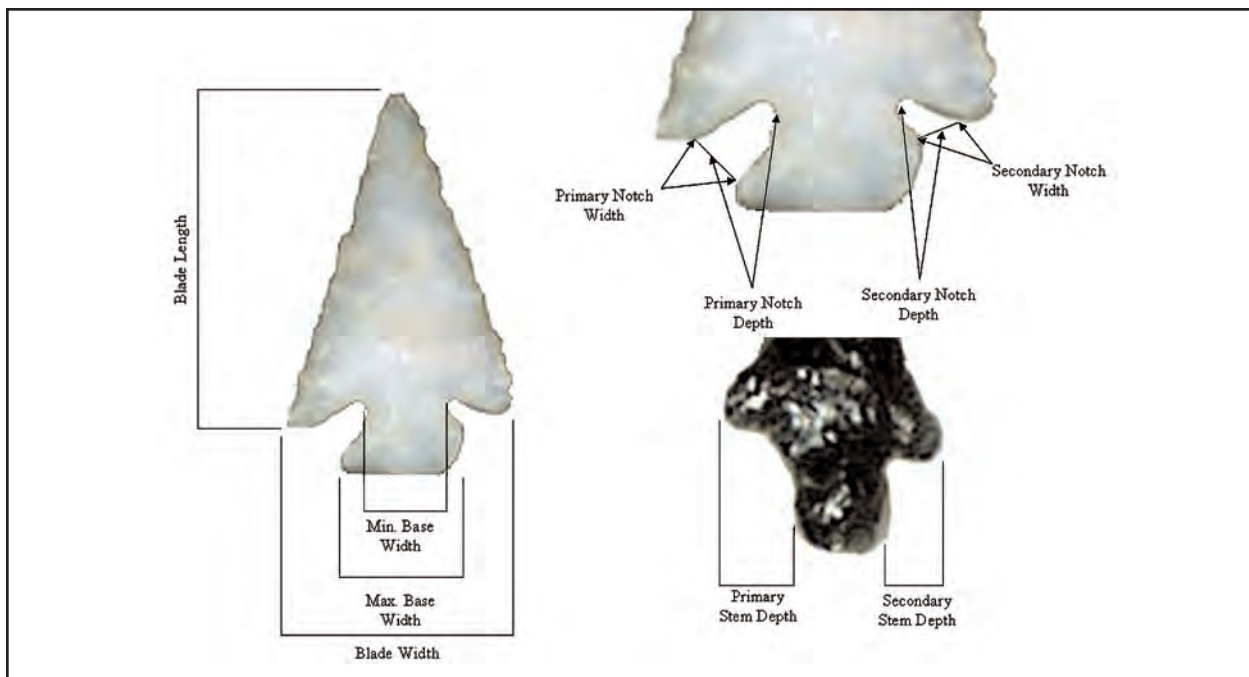 Blade Length
Min. Base
Width
Max. Base
Width
Blade Width
Primary Notch
Width
Primary Notch
Depth
Secondary Notch
Depth
Secondary Notch
Width
Primary
Stem Depth
Secondary
Stem Depth